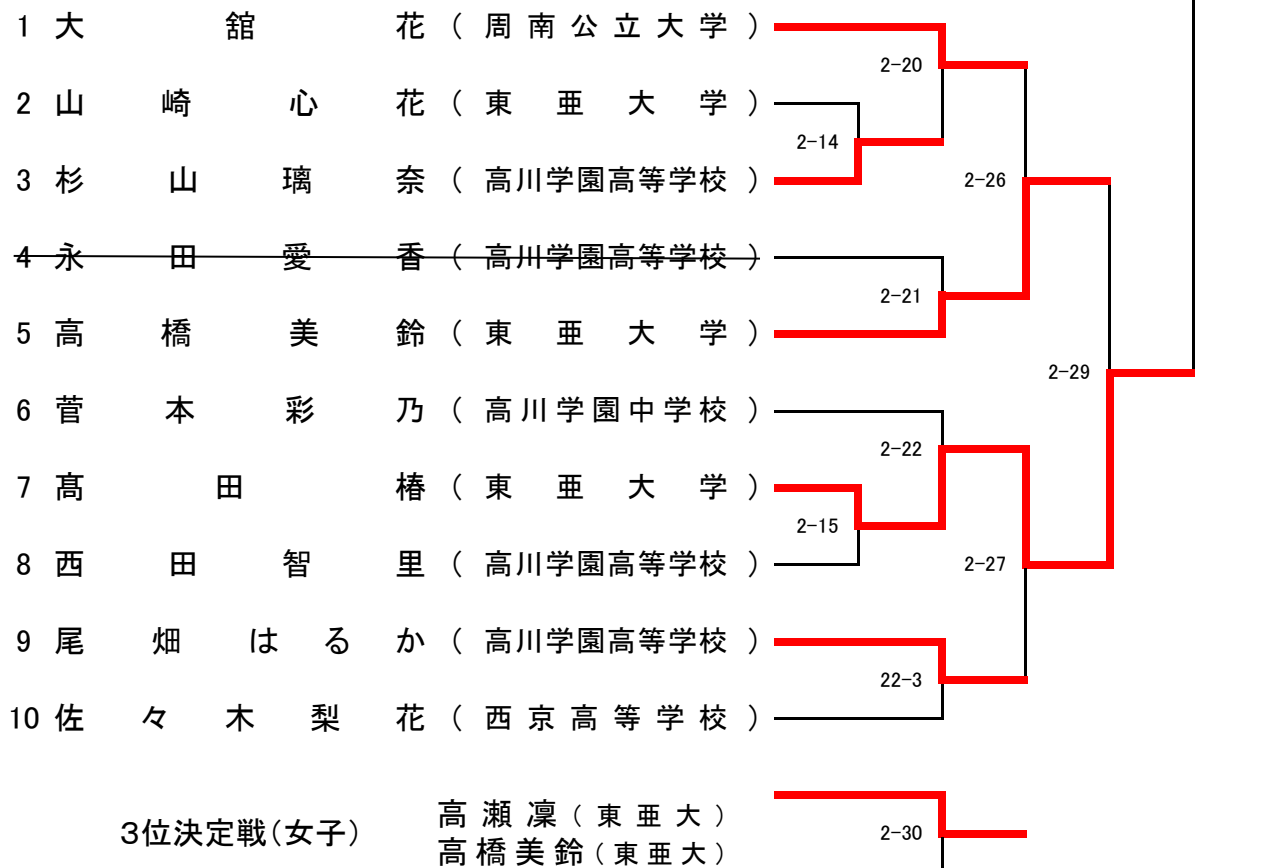 1 大舘花(周南公立大学)
2-20
2 山崎心花(東亜大学)
2-14
3 杉山璃奈(高川学園高等学校)
2-26
4 永田愛香(高川学園高等学校)
2-21
5 高橋美鈴(東亜大学)
2-29
6 菅本彩乃(高川学園中学校)
2-22
7 髙田椿(東亜大学)
2-15
8 西田智里(高川学園高等学校)
2-27
9 尾畑はるか(高川学園高等学校)
22-3
10 佐々木梨花(西京高等学校)
3位決定戦(女子)
高瀬凜(東亜大)
2-30
高橋美鈴(東亜大)